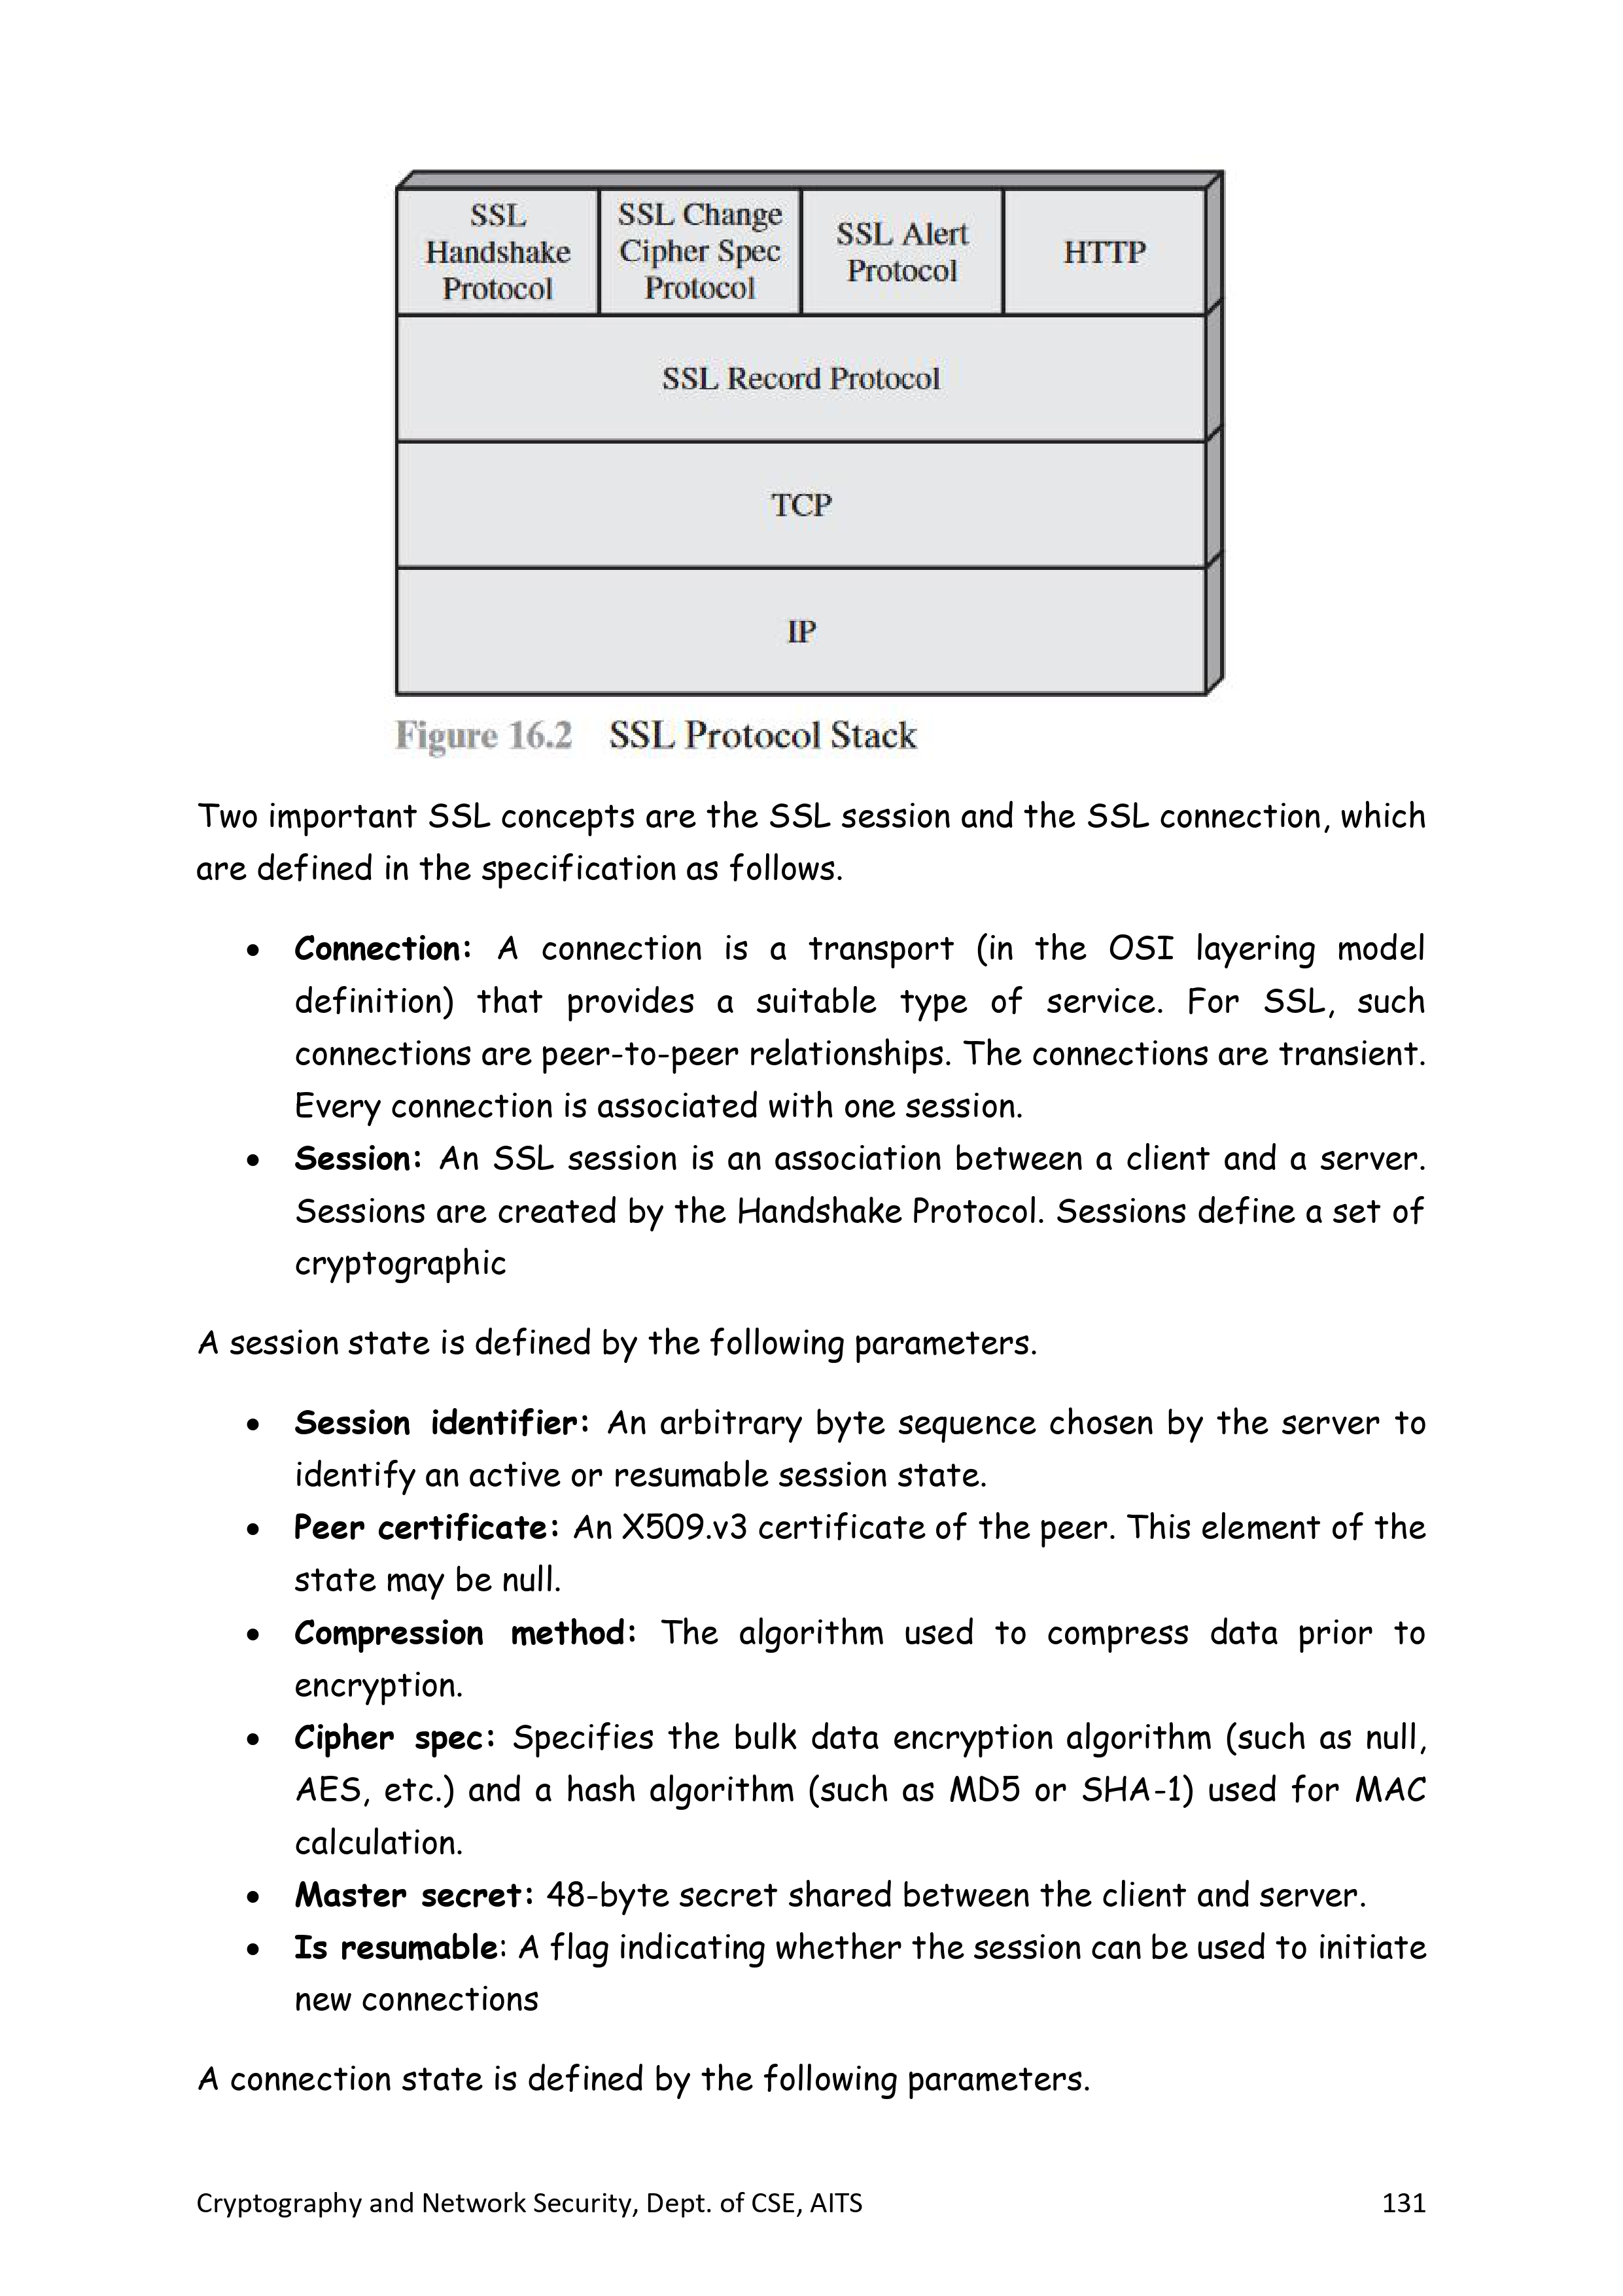 SSL
Handshake
Protocol
SSL Change
Cipher Spec
Protocol
SSL Alert
Protocol
HTTP
SSL Record Protocol
TCP
IP
Figure 16.2 SSL Protocol Stack
Two important SSL concepts are the SSL session and the SSL connection, which
are defined in the specification as follows.
• Connection: A connection is a transport (in the OSI layering model
definition) that provides a suitable type of service. For SSL, such
connections are peer-to-peer relationships. The connections are transient.
Every connection is associated with one session.
• Session: An SSL session is an association between a client and a server.
Sessions are created by the Handshake Protocol. Sessions define a set of
cryptographic
A session state is defined by the following parameters.
• Session identifier: An arbitrary byte sequence chosen by the server to
identify an active or resumable session state.
• Peer certificate: An X509.v3 certificate of the peer. This element of the
state may be null.
• Compression method: The algorithm used to compress data prior to
encryption.
• Cipher spec: Specifies the bulk data encryption algorithm (such as null,
AES, etc.) and a hash algorithm (such as MD5 or SHA-1) used for MAC
calculation.
• Master secret: 48-byte secret shared between the client and server.
• Is resumable: A flag indicating whether the session can be used to initiate
new connections
A connection state is defined by the following parameters.
Cryptography and Network Security, Dept. of CSE, AITS 131